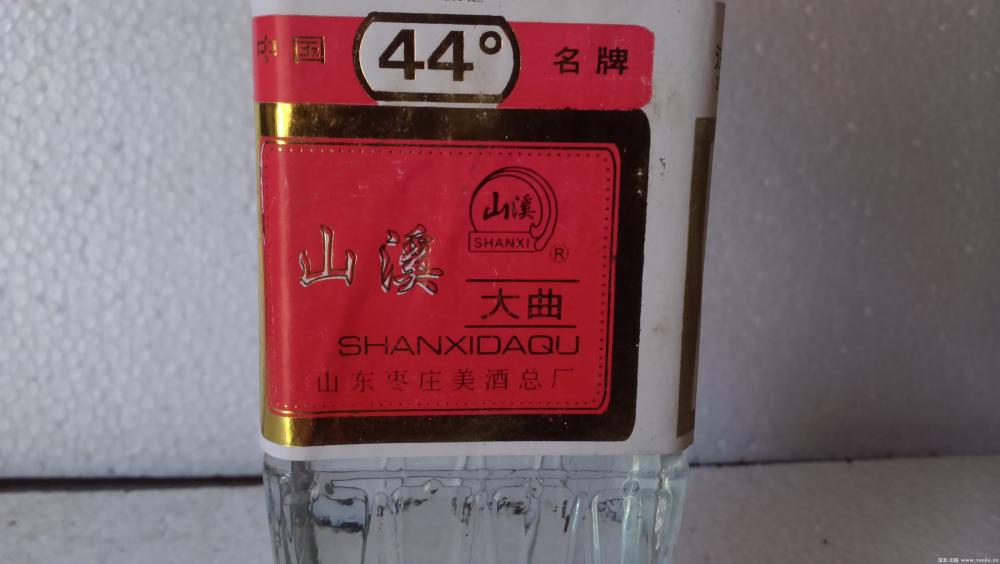 中国 44° 名牌
山溪
SHANXI
®
山溪
大曲
SHANXIDAQU
山东枣庄美酒总厂